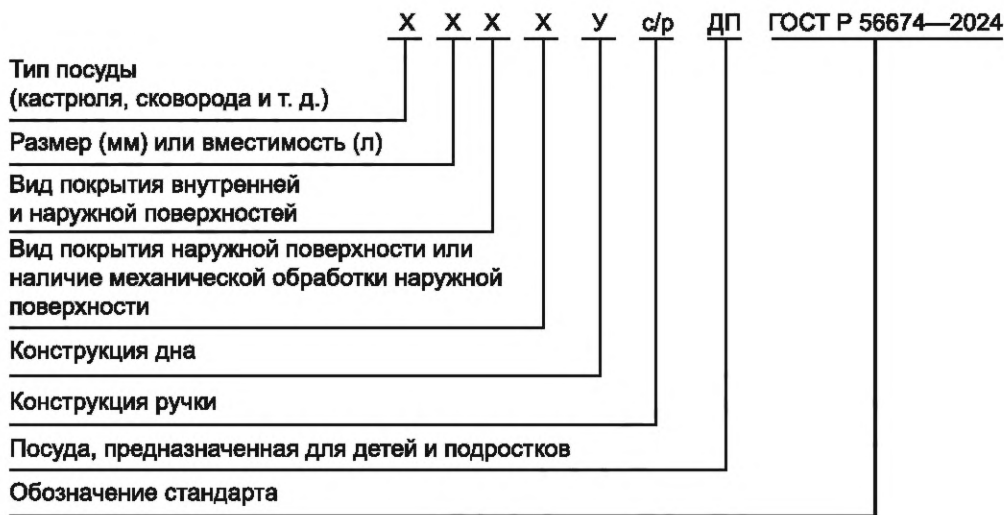 Х Х Х Х У с/р ДП ГОСТ Р 56674—2024
Тип посуды
(кастрюля, сковорода и т. д.)
Размер (мм) или вместимость (л)
Вид покрытия внутренней
и наружной поверхностей
Вид покрытия наружной поверхности или
наличие механической обработки наружной
поверхности
Конструкция дна
Конструкция ручки
Посуда, предназначенная для детей и подростков
Обозначение стандарта